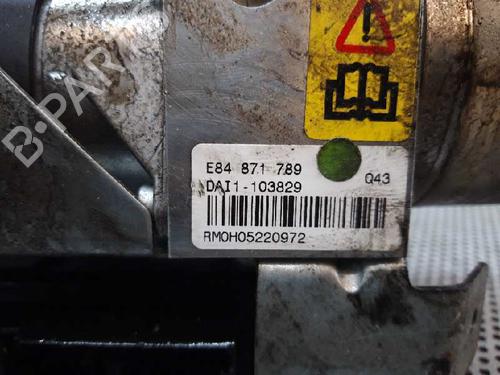 B-PARTS
E84 871 789
DAI1-103829
Q43
RM0H05220972